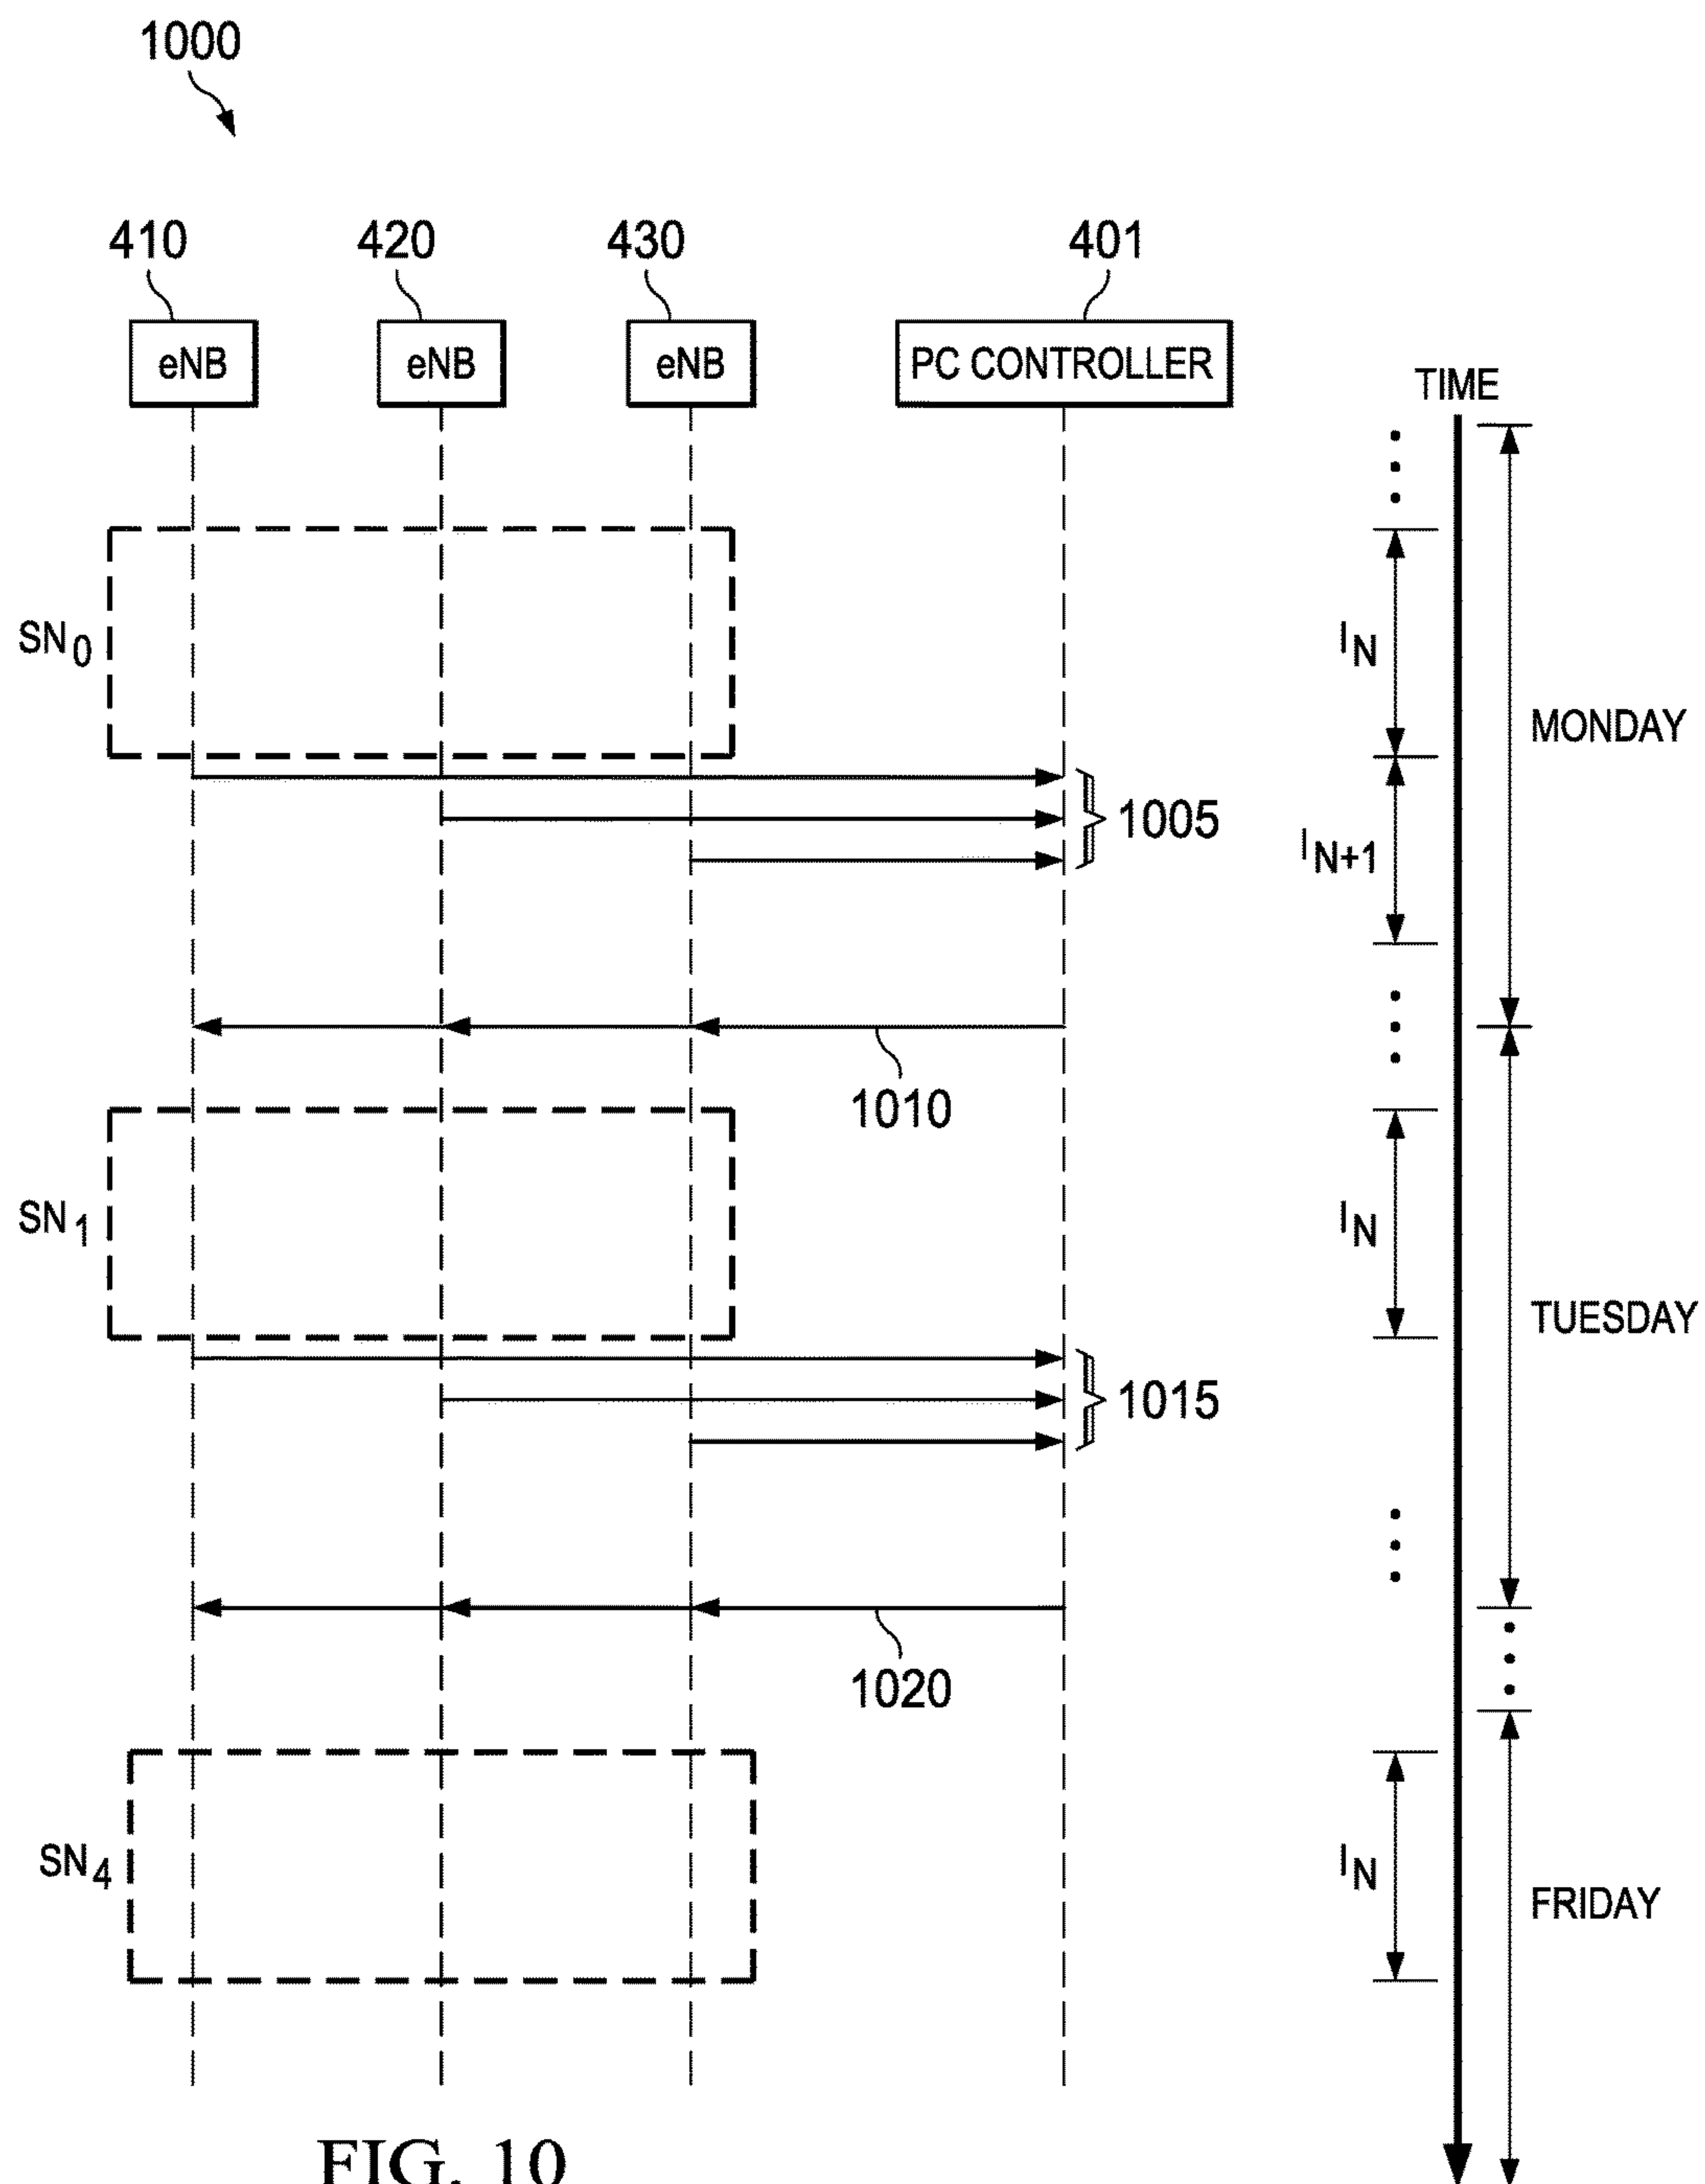 1000
410 420 430 401
eNB eNB eNB PC CONTROLLER
TIME
SN0 IN
MONDAY
1005 IN+1
1010
SN1 IN
TUESDAY
1015
1020
SN4 IN
FRIDAY
FIG. 10